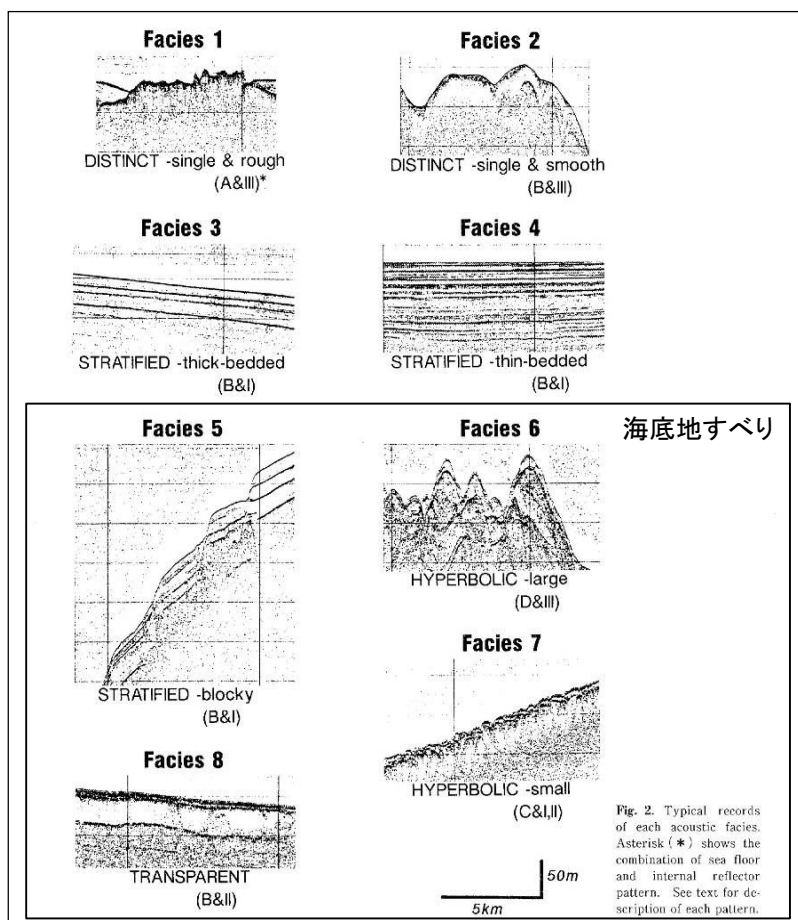 Facies 1
DISTINCT -single & rough
(A&III)*
Facies 2
DISTINCT -single & smooth
(B&III)
Facies 3
STRATIFIED -thick-bedded
(B&I)
Facies 4
STRATIFIED -thin-bedded
(B&I)
海底地すべり
Facies 5
STRATIFIED -blocky
(B&I)
Facies 6
HYPERBOLIC -large
(D&III)
Facies 7
HYPERBOLIC -small
(C&I,II)
Facies 8
TRANSPARENT
(B&II)
50m
5km
Fig. 2. Typical records
of each acoustic facies.
Asterisk (*) shows the
combination of sea floor
and internal reflector
pattern. See text for de-
scription of each pattern.